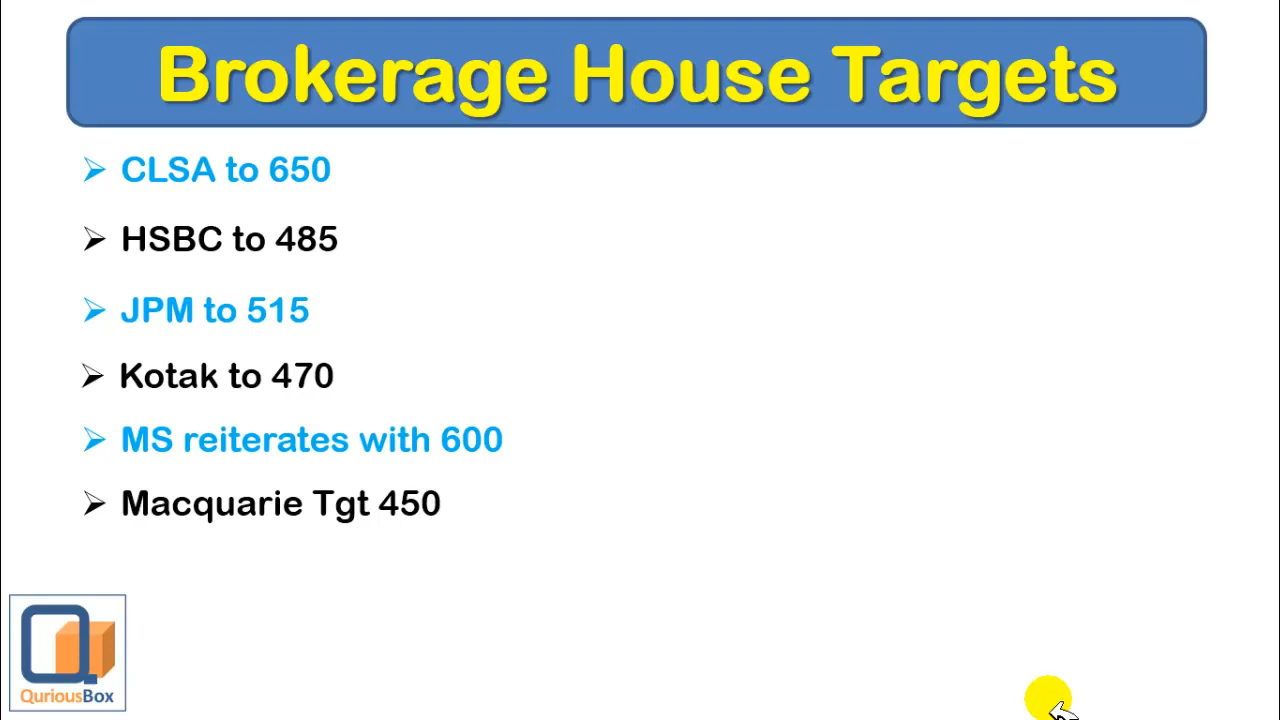 Brokerage House Targets
CLSA to 650
HSBC to 485
JPM to 515
Kotak to 470
MS reiterates with 600
Macquarie Tgt 450
QuriousBox